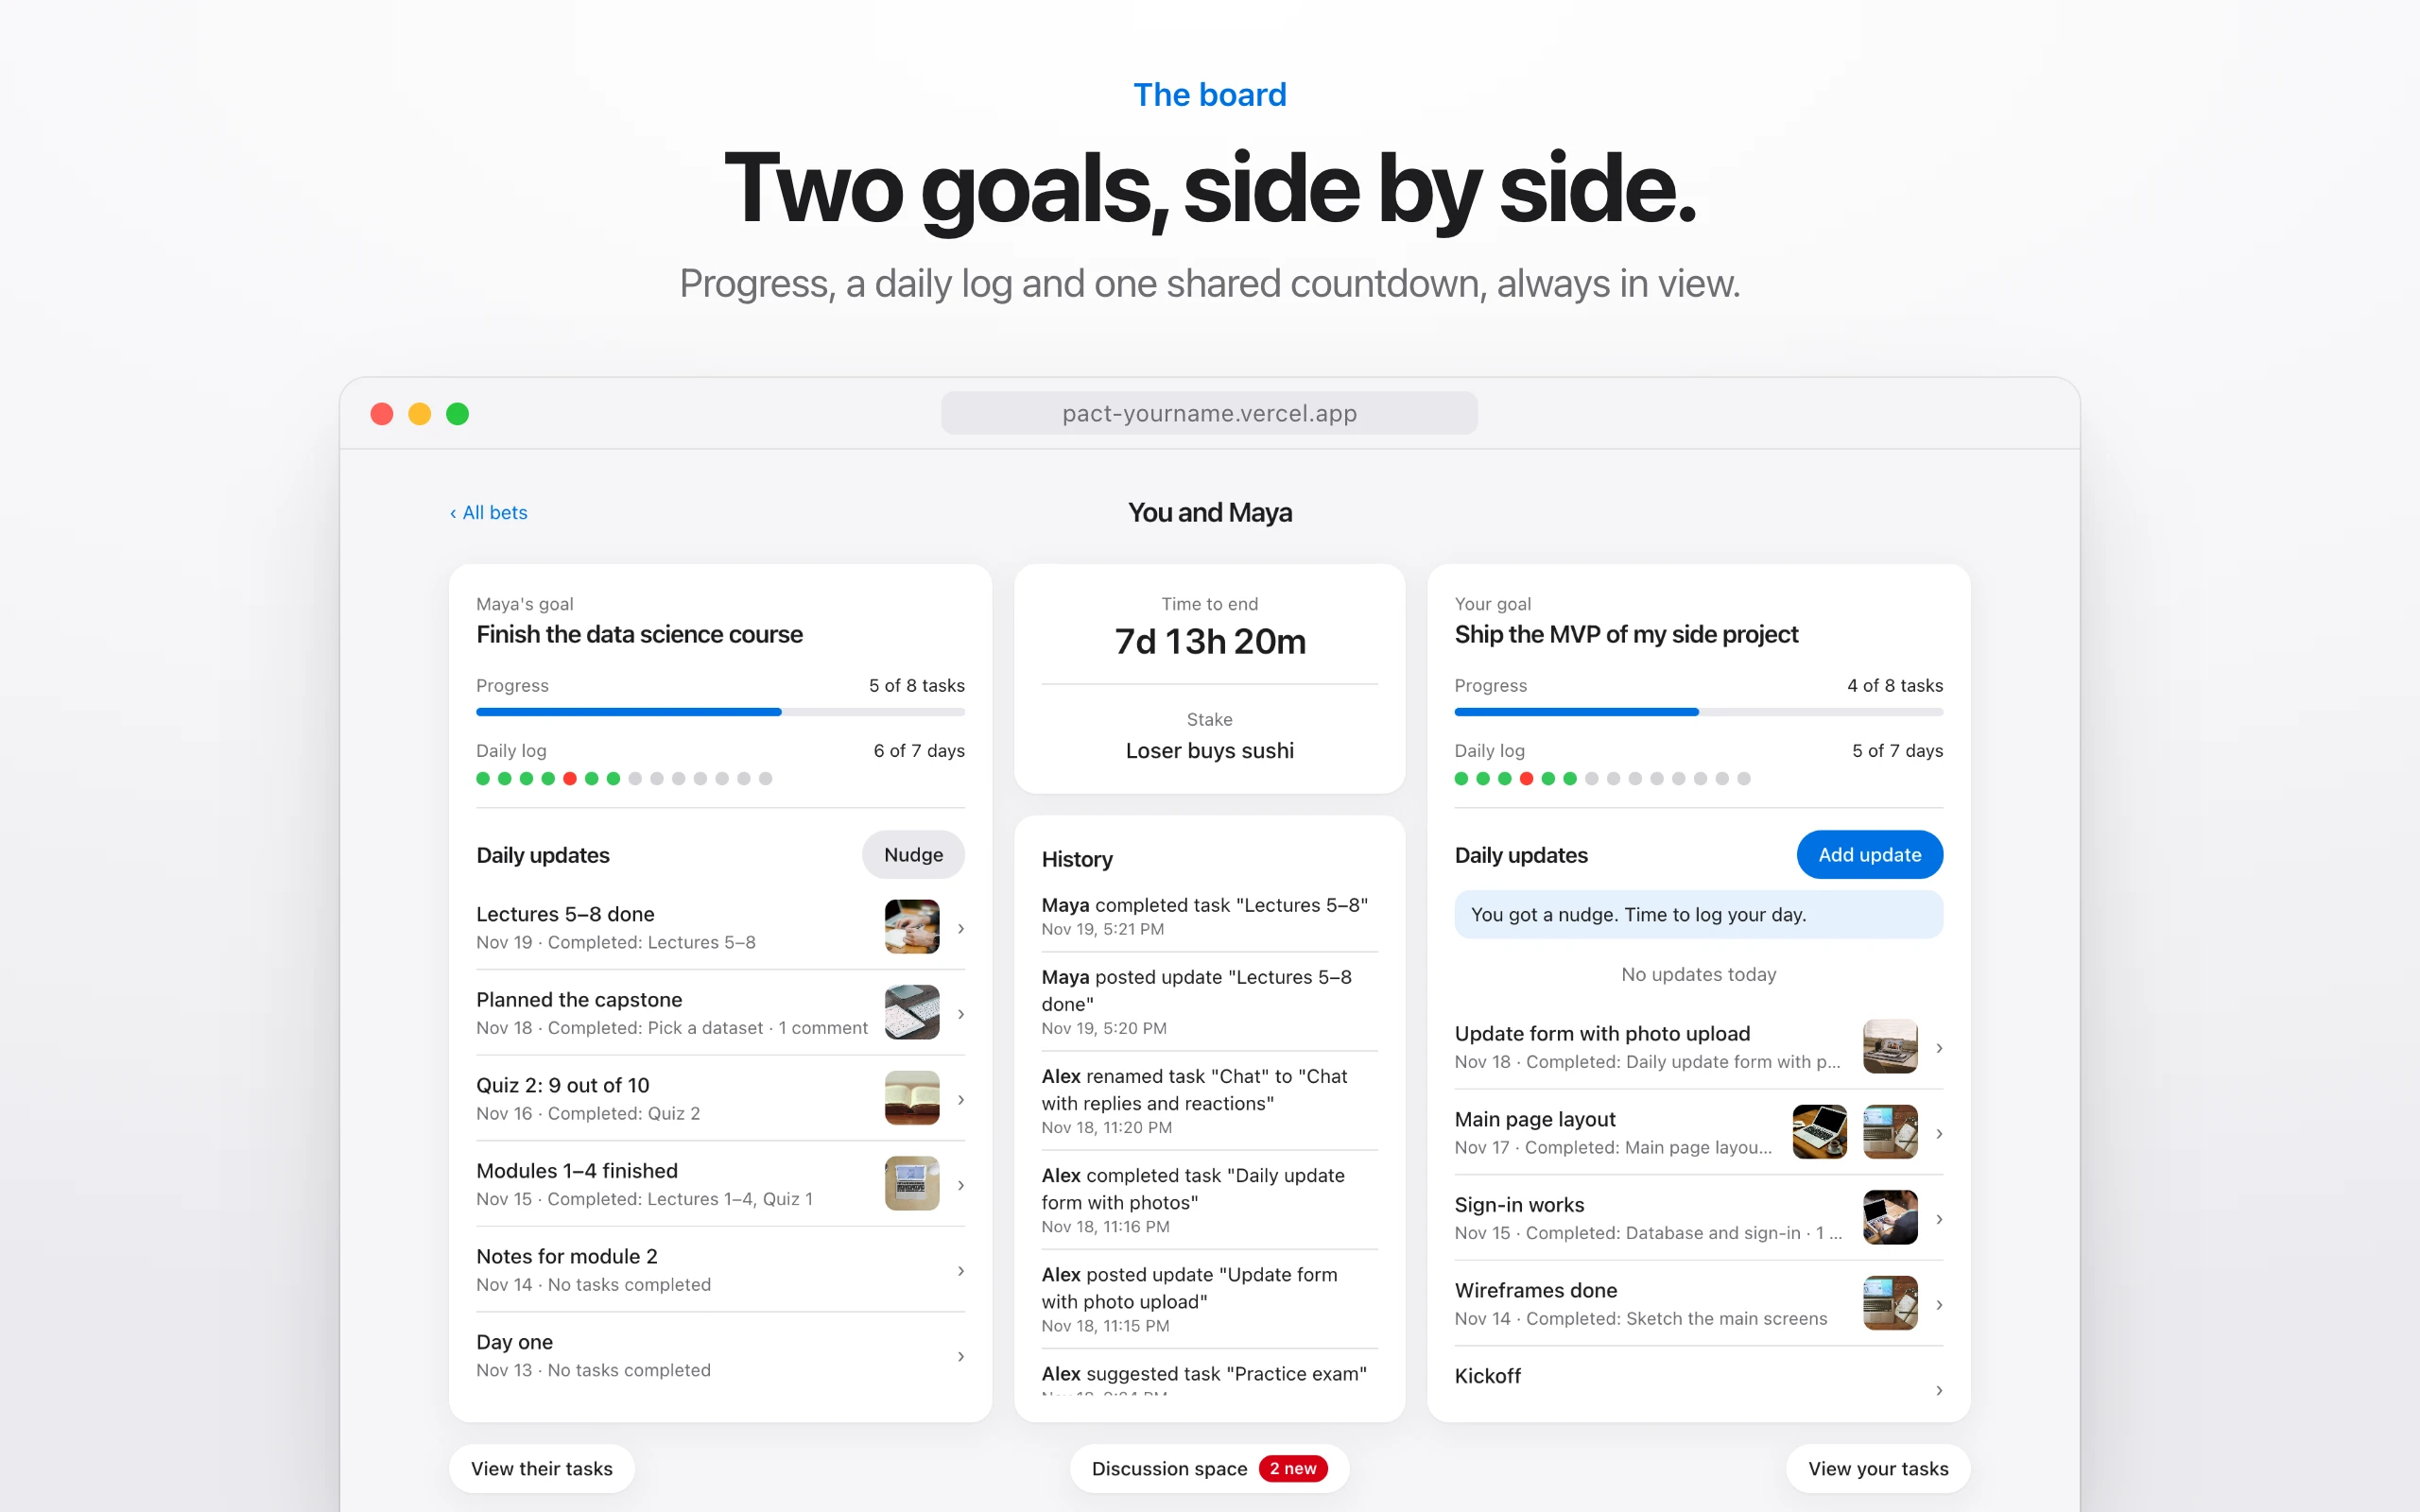 The board
Two goals, side by side.
Progress, a daily log and one shared countdown, always in view.
pact-yourname.vercel.app
‹ All bets
You and Maya
Maya's goal
Finish the data science course
Progress 5 of 8 tasks
Daily log 6 of 7 days
Daily updates Nudge
Lectures 5–8 done
Nov 19 · Completed: Lectures 5–8
Planned the capstone
Nov 18 · Completed: Pick a dataset · 1 comment
Quiz 2: 9 out of 10
Nov 16 · Completed: Quiz 2
Modules 1–4 finished
Nov 15 · Completed: Lectures 1–4, Quiz 1
Notes for module 2
Nov 14 · No tasks completed
Day one
Nov 13 · No tasks completed
View their tasks
Time to end
7d 13h 20m
Stake
Loser buys sushi
History
Maya completed task "Lectures 5–8"
Nov 19, 5:21 PM
Maya posted update "Lectures 5–8
done"
Nov 19, 5:20 PM
Alex renamed task "Chat" to "Chat
with replies and reactions"
Nov 18, 11:20 PM
Alex completed task "Daily update
form with photos"
Nov 18, 11:16 PM
Alex posted update "Update form
with photo upload"
Nov 18, 11:15 PM
Alex suggested task "Practice exam"
Discussion space 2 new
Your goal
Ship the MVP of my side project
Progress 4 of 8 tasks
Daily log 5 of 7 days
Daily updates Add update
You got a nudge. Time to log your day.
No updates today
Update form with photo upload
Nov 18 · Completed: Daily update form with p...
Main page layout
Nov 17 · Completed: Main page layou...
Sign-in works
Nov 15 · Completed: Database and sign-in · 1 ...
Wireframes done
Nov 14 · Completed: Sketch the main screens
Kickoff
View your tasks